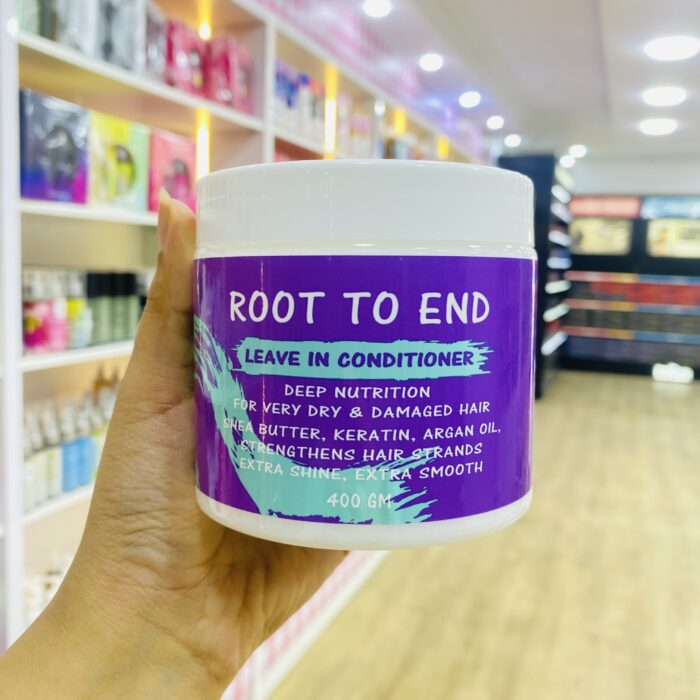 ROOT TO END
LEAVE IN CONDITIONER
DEEP NUTRITION
FOR VERY DRY & DAMAGED HAIR
SHEA BUTTER, KERATIN, ARGAN OIL,
STRENGTHENS HAIR STRANDS
EXTRA SHINE, EXTRA SMOOTH
400 GM